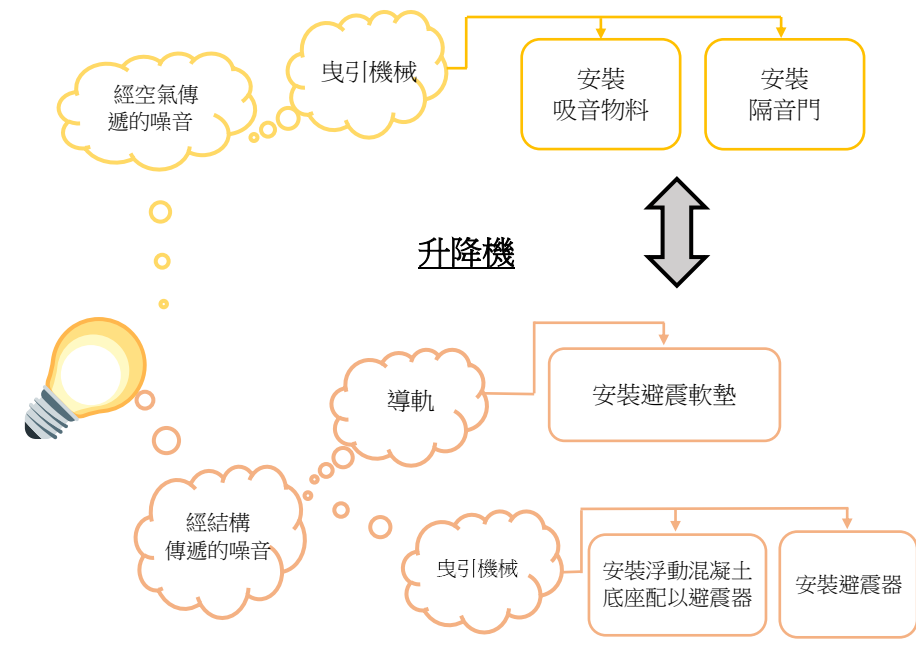 曳引機械
安裝
吸音物料
安裝
隔音門
經空氣傳
遞的噪音
升降機
導軌
安裝避震軟墊
經結構
傳遞的噪音
曳引機械
安裝浮動混凝土
底座配以避震器
安裝避震器